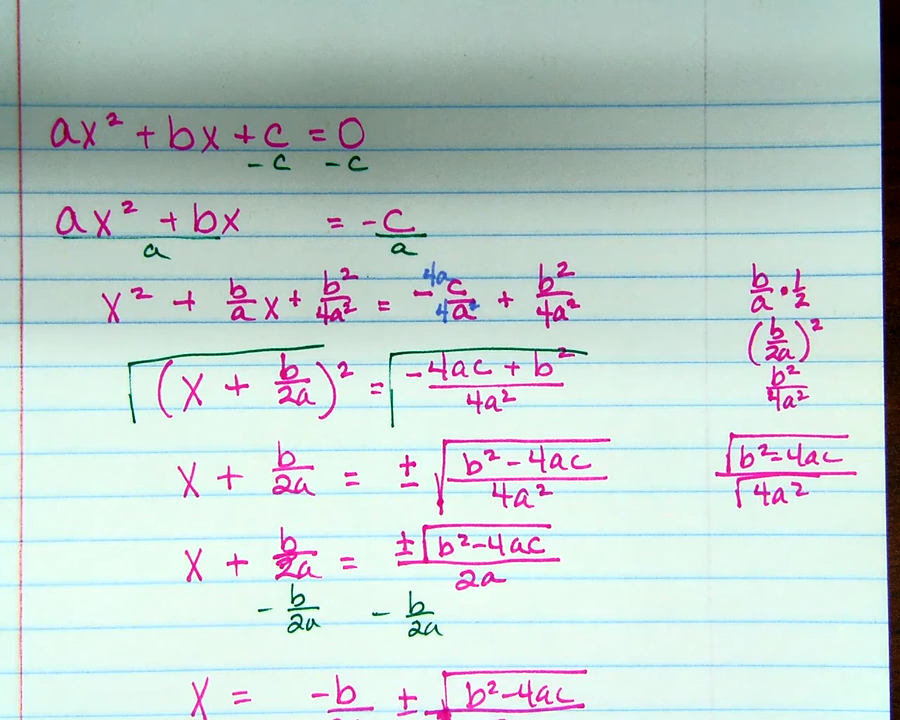 ax² + bx + c = 0
- c - c
ax² + bx = -c
a a
x² + b/a x + b²/4a² = - 4a c/4a² + b²/4a²
b/a · 1/2
(b/2a)²
b²/4a²
√(x + b/2a)² = √(-4ac + b²)/4a²
x + b/2a = ± √(b² - 4ac)/4a²
√b² - 4ac / √4a²
x + b/2a = ±√b² - 4ac / 2a
- b/2a - b/2a
x = -b ± √b² - 4ac